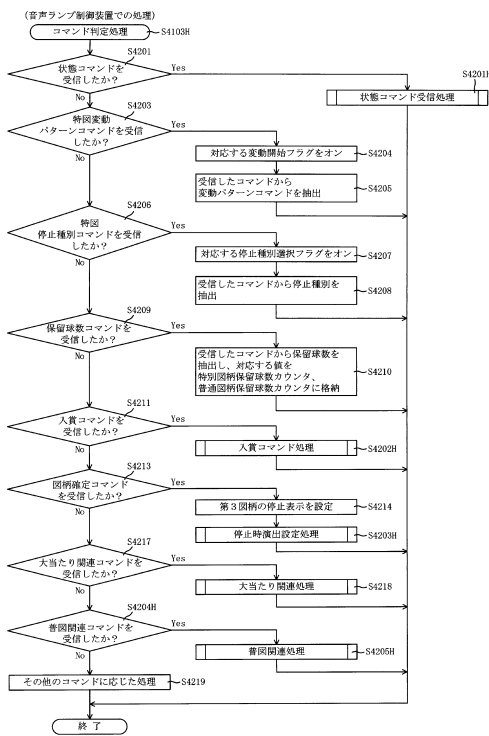 (音声ランプ制御装置での処理)
コマンド判定処理
S4103H
S4201
状態コマンドを
受信したか?
Yes
No
S4201H
状態コマンド受信処理
S4203
特図変動
パターンコマンドを受信
したか?
Yes
No
対応する変動開始フラグをオン
S4204
受信したコマンドから
変動パターンコマンドを抽出
S4205
S4206
特図
停止種別コマンドを受信
したか?
Yes
No
対応する停止種別選択フラグをオン
S4207
受信したコマンドから停止種別を
抽出
S4208
S4209
保留球数コマンドを
受信したか?
Yes
No
受信したコマンドから保留球数を
抽出し、対応する値を
特別図柄保留球数カウンタ、
普通図柄保留球数カウンタに格納
S4210
S4211
入賞コマンドを
受信したか?
Yes
No
入賞コマンド処理
S4202H
S4213
図柄確定コマンド
を受信したか?
Yes
No
第3図柄の停止表示を設定
S4214
停止時演出設定処理
S4203H
S4217
大当たり関連コマンドを
受信したか?
Yes
No
大当たり関連処理
S4218
S4204H
普図関連コマンドを
受信したか?
Yes
No
普図関連処理
S4205H
その他のコマンドに応じた処理
S4219
終了